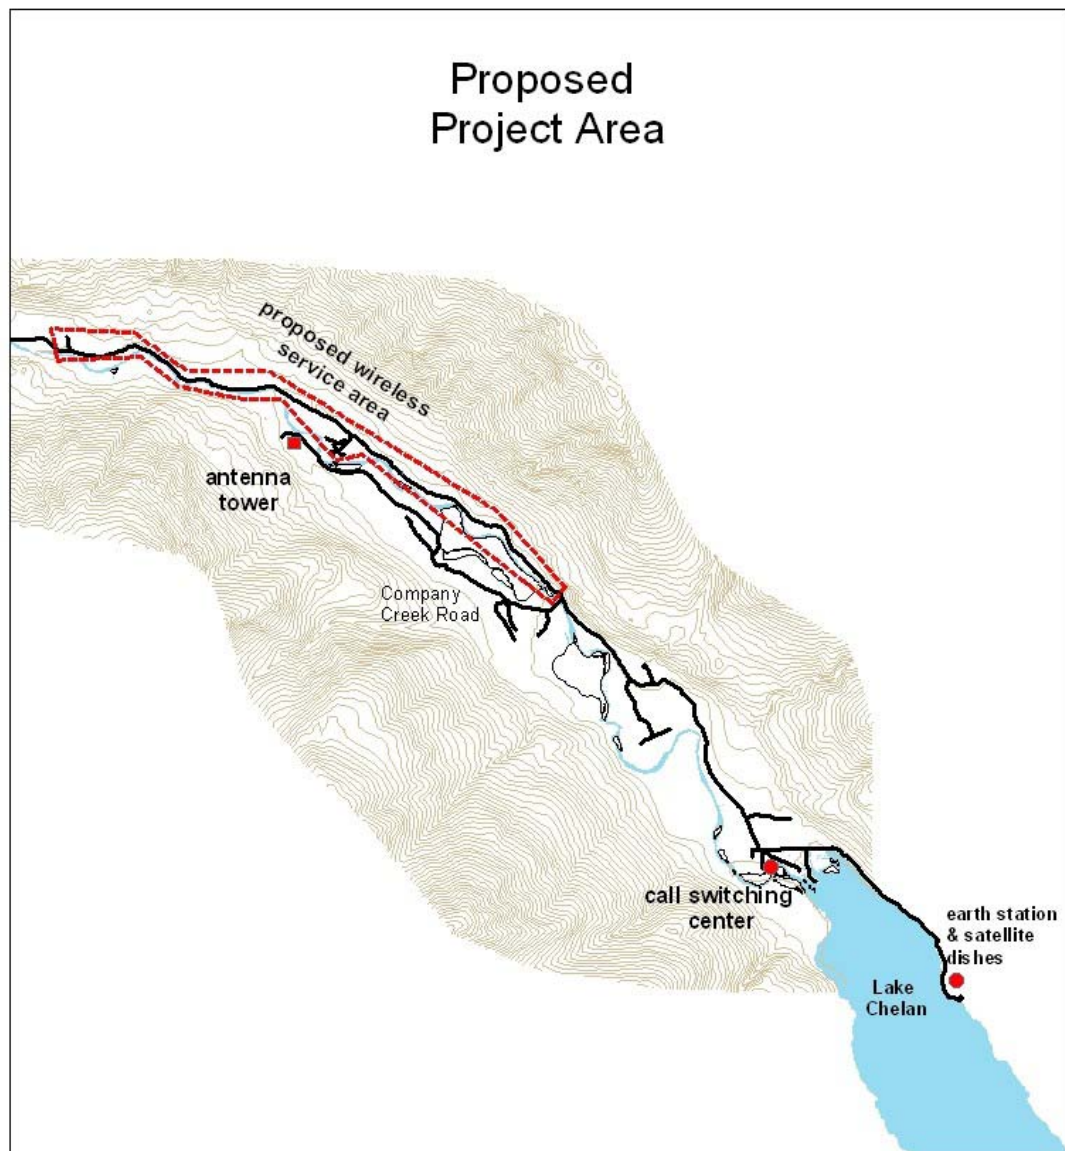 Proposed
Project Area
proposed wireless
service area
antenna
tower
Company
Creek Road
call switching
center
earth station
& satellite
dishes
Lake
Chelan